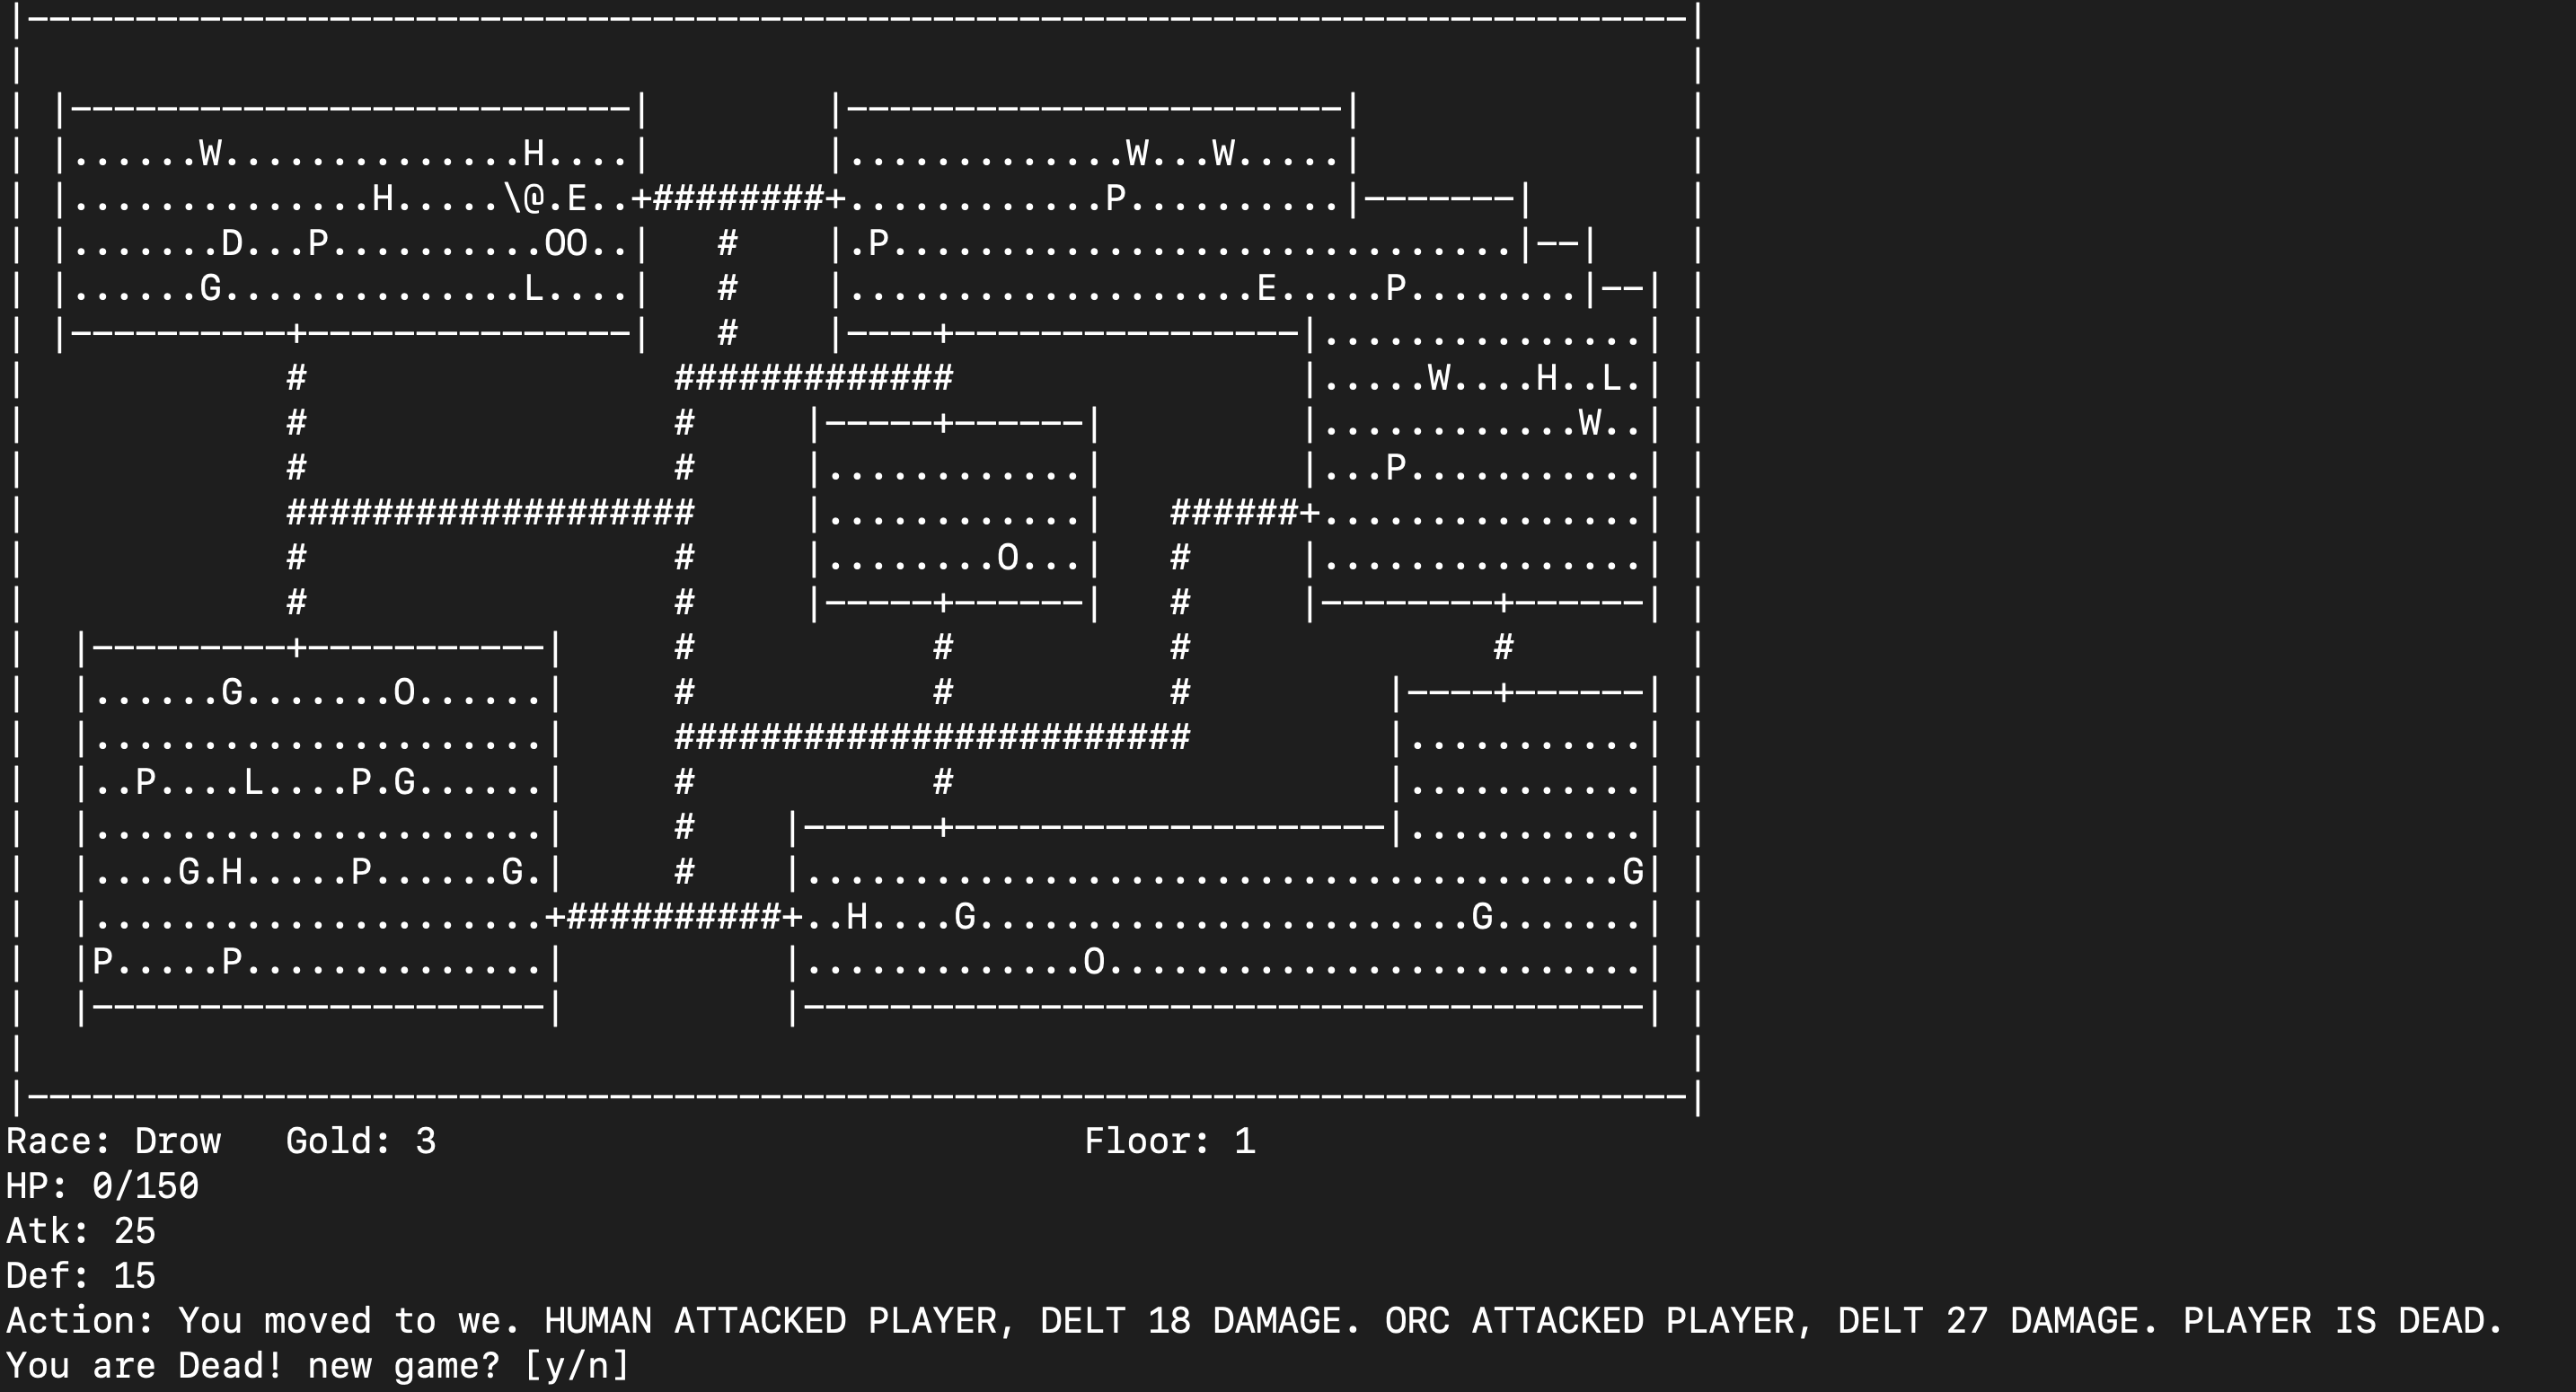 |-----------------------------------------------------------------------------|
|                                                                             |
| |--------------------------|        |-----------------------|               |
| |......W..............H....|        |.............W...W.....|               |
| |..............H.....\@.E..+########+............P..........|-------|       |
| |.......D...P..........OO..|   #    |.P.............................|--|    |
| |......G..............L....|   #    |...................E.....P........|--| |
| |----------+---------------|   #    |----+----------------|...............| |
|            #                 #############                |.....W....H..L.| |
|            #                 #     |-----+------|         |............W..| |
|            #                 #     |............|         |...P...........| |
|            ###################     |............|   ######+...............| |
|            #                 #     |........O...|   #     |...............| |
|            #                 #     |-----+------|   #     |--------+------| |
|  |---------+-----------|     #           #          #              #        |
|  |......G.......O......|     #           #          #         |----+------| |
|  |.....................|     ########################         |...........| |
|  |..P....L....P.G......|     #           #                    |...........| |
|  |.....................|     #    |------+--------------------|...........| |
|  |....G.H.....P......G.|     #    |......................................G| |
|  |.....................+##########+..H....G.......................G.......| |
|  |P.....P..............|          |.............O.........................| |
|  |---------------------|          |---------------------------------------| |
|                                                                             |
|-----------------------------------------------------------------------------|
Race: Drow   Gold: 3                              Floor: 1
HP: 0/150
Atk: 25
Def: 15
Action: You moved to we. HUMAN ATTACKED PLAYER, DELT 18 DAMAGE. ORC ATTACKED PLAYER, DELT 27 DAMAGE. PLAYER IS DEAD.
You are Dead! new game? [y/n]